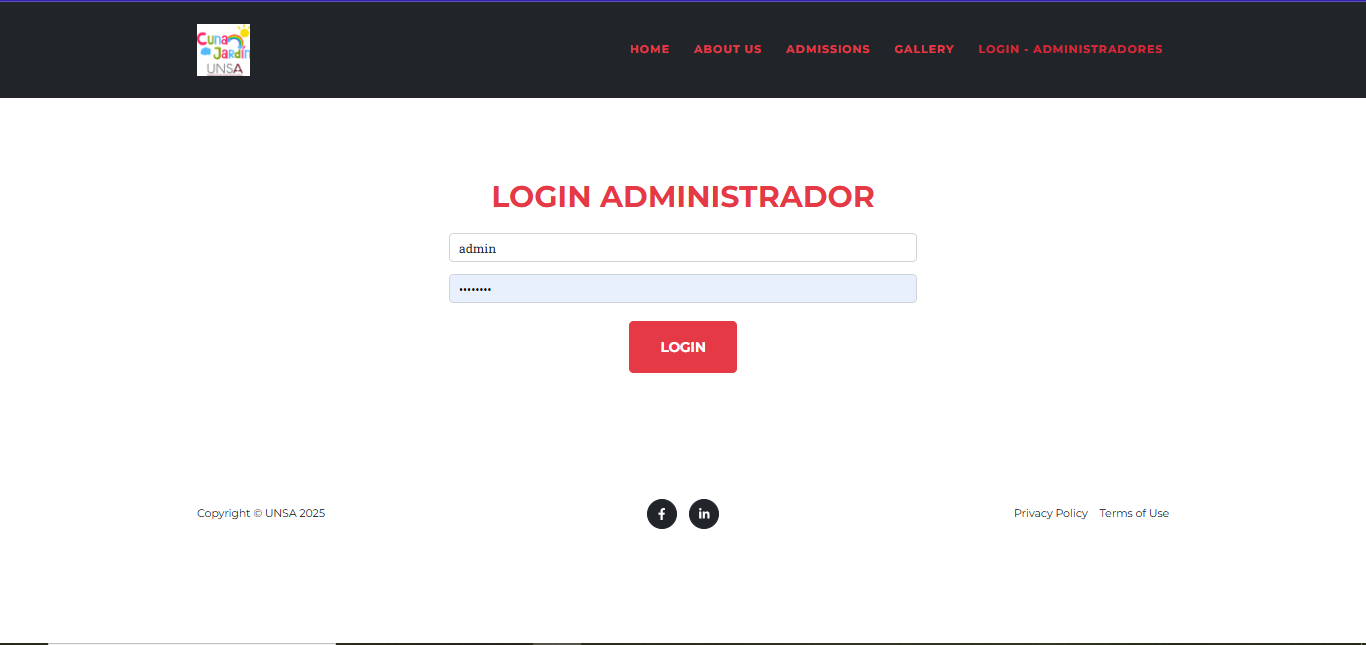 Cuna
Jardín
UNSA
HOME ABOUT US ADMISSIONS GALLERY LOGIN - ADMINISTRADORES
LOGIN ADMINISTRADOR
admin
••••••••
LOGIN
Copyright © UNSA 2025
Privacy Policy Terms of Use